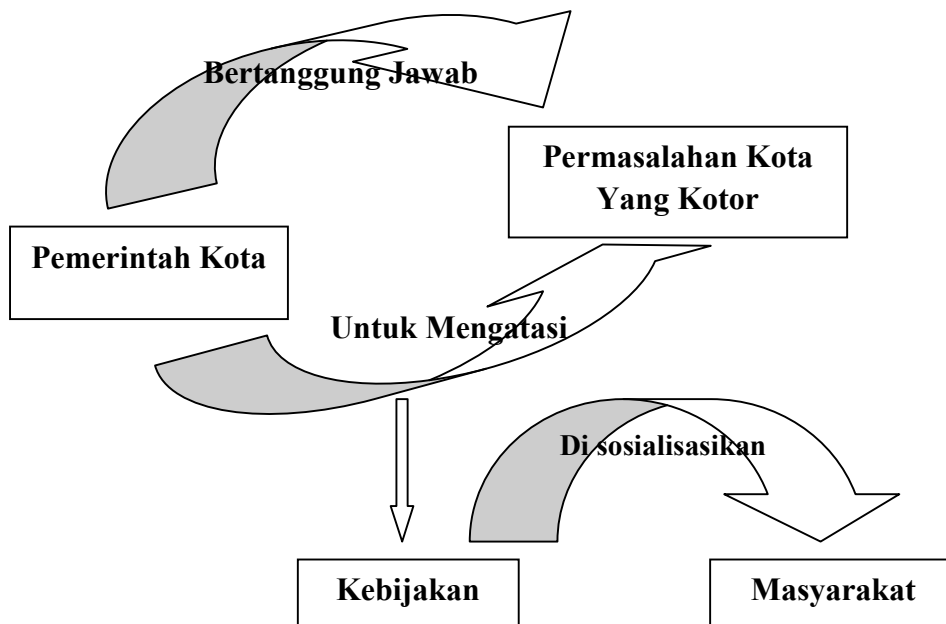 Bertanggung Jawab
Permasalahan Kota
Yang Kotor
Pemerintah Kota
Untuk Mengatasi
Di sosialisasikan
Kebijakan
Masyarakat